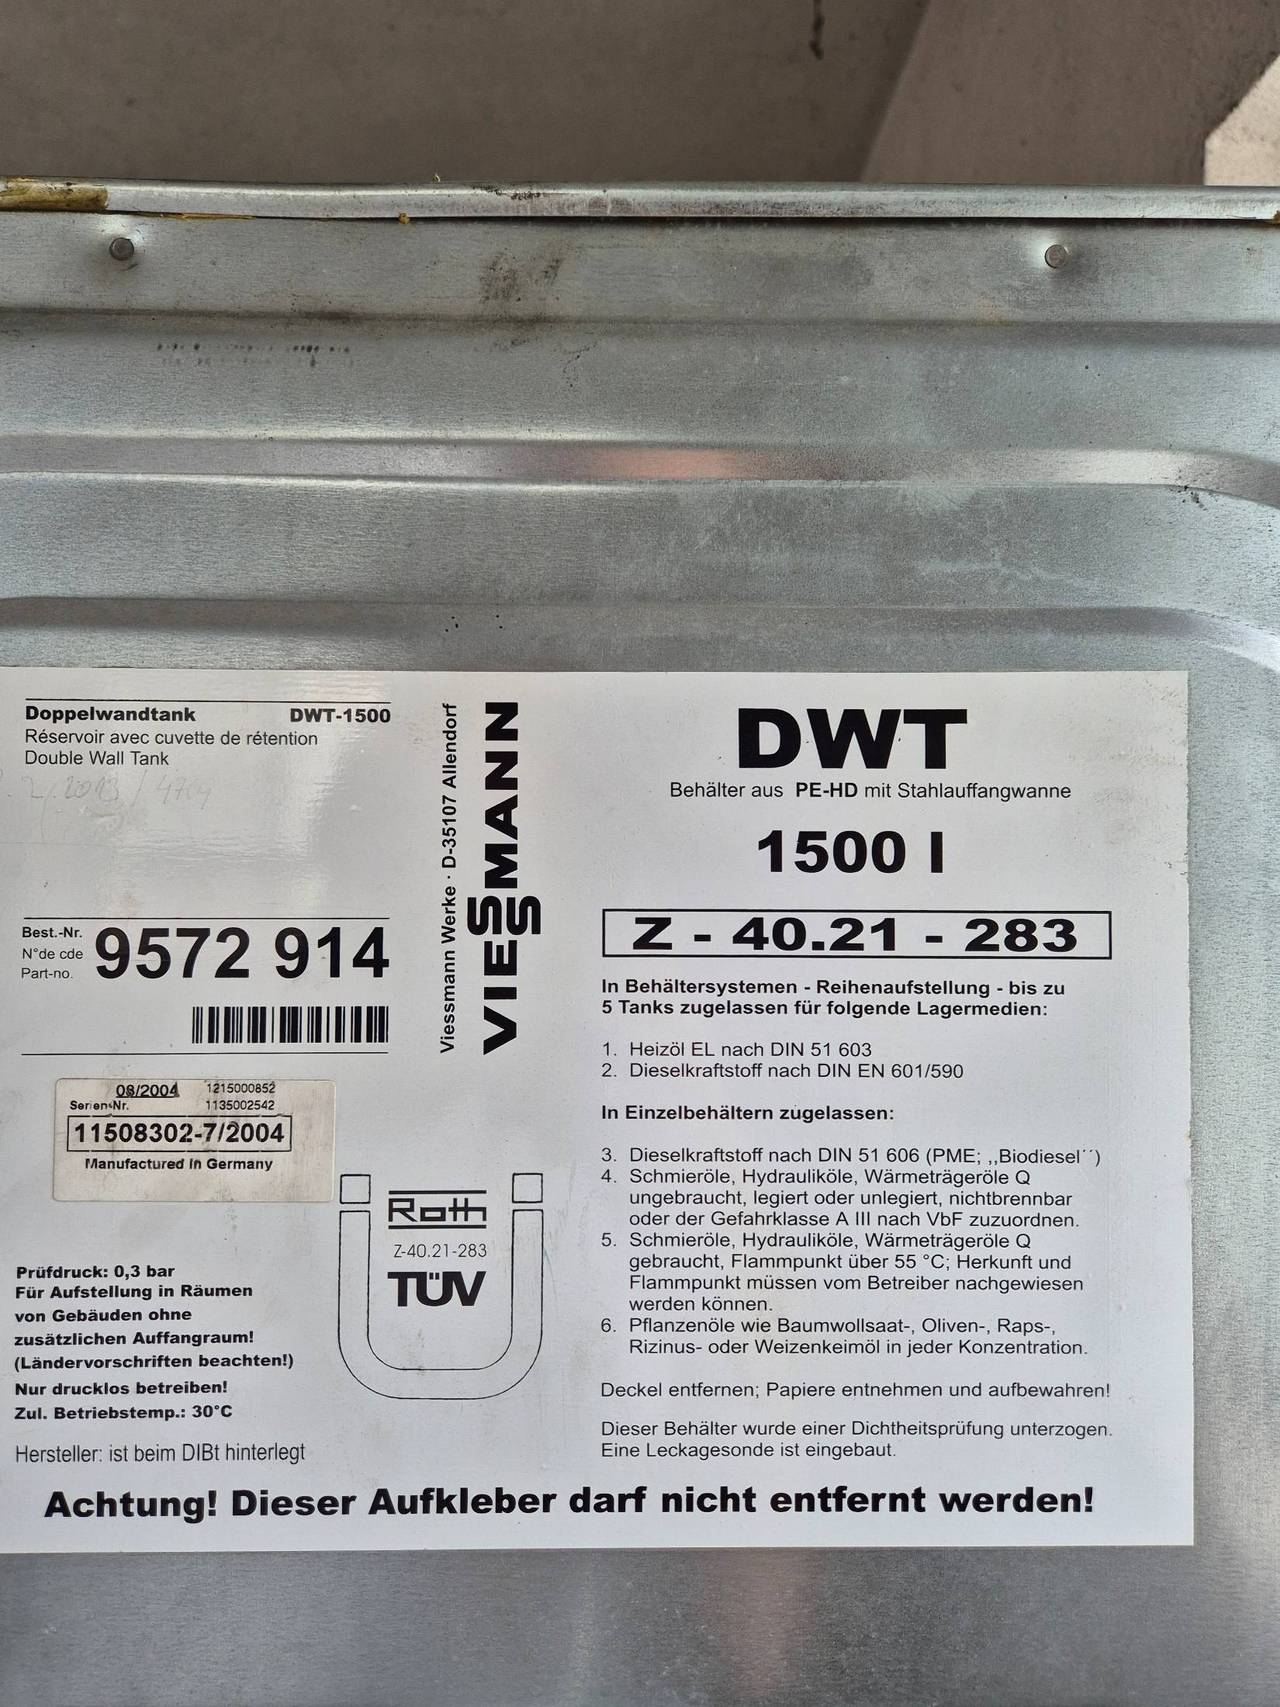 Doppelwandtank DWT-1500
Réservoir avec cuvette de rétention
Double Wall Tank
Best.-Nr.
N°de cde
Part-no.
9572 914
08/2004 1215000852
Serien-Nr. 1135002542
11508302-7/2004
Manufactured in Germany
Prüfdruck: 0,3 bar
Für Aufstellung in Räumen
von Gebäuden ohne
zusätzlichen Auffangraum!
(Ländervorschriften beachten!)
Nur drucklos betreiben!
Zul. Betriebstemp.: 30°C
Hersteller: ist beim DIBt hinterlegt
Roth
Z-40.21-283
TÜV
Viessmann Werke · D-35107 Allendorf
VIESSMANN
DWT
Behälter aus PE-HD mit Stahlauffangwanne
1500 l
Z - 40.21 - 283
In Behältersystemen - Reihenaufstellung - bis zu
5 Tanks zugelassen für folgende Lagermedien:
1. Heizöl EL nach DIN 51 603
2. Dieselkraftstoff nach DIN EN 601/590
In Einzelbehältern zugelassen:
3. Dieselkraftstoff nach DIN 51 606 (PME; ,,Biodiesel´´)
4. Schmieröle, Hydrauliköle, Wärmeträgeröle Q
ungebraucht, legiert oder unlegiert, nichtbrennbar
oder der Gefahrklasse A III nach VbF zuzuordnen.
5. Schmieröle, Hydrauliköle, Wärmeträgeröle Q
gebraucht, Flammpunkt über 55 °C; Herkunft und
Flammpunkt müssen vom Betreiber nachgewiesen
werden können.
6. Pflanzenöle wie Baumwollsaat-, Oliven-, Raps-,
Rizinus- oder Weizenkeimöl in jeder Konzentration.
Deckel entfernen; Papiere entnehmen und aufbewahren!
Dieser Behälter wurde einer Dichtheitsprüfung unterzogen.
Eine Leckagesonde ist eingebaut.
Achtung! Dieser Aufkleber darf nicht entfernt werden!